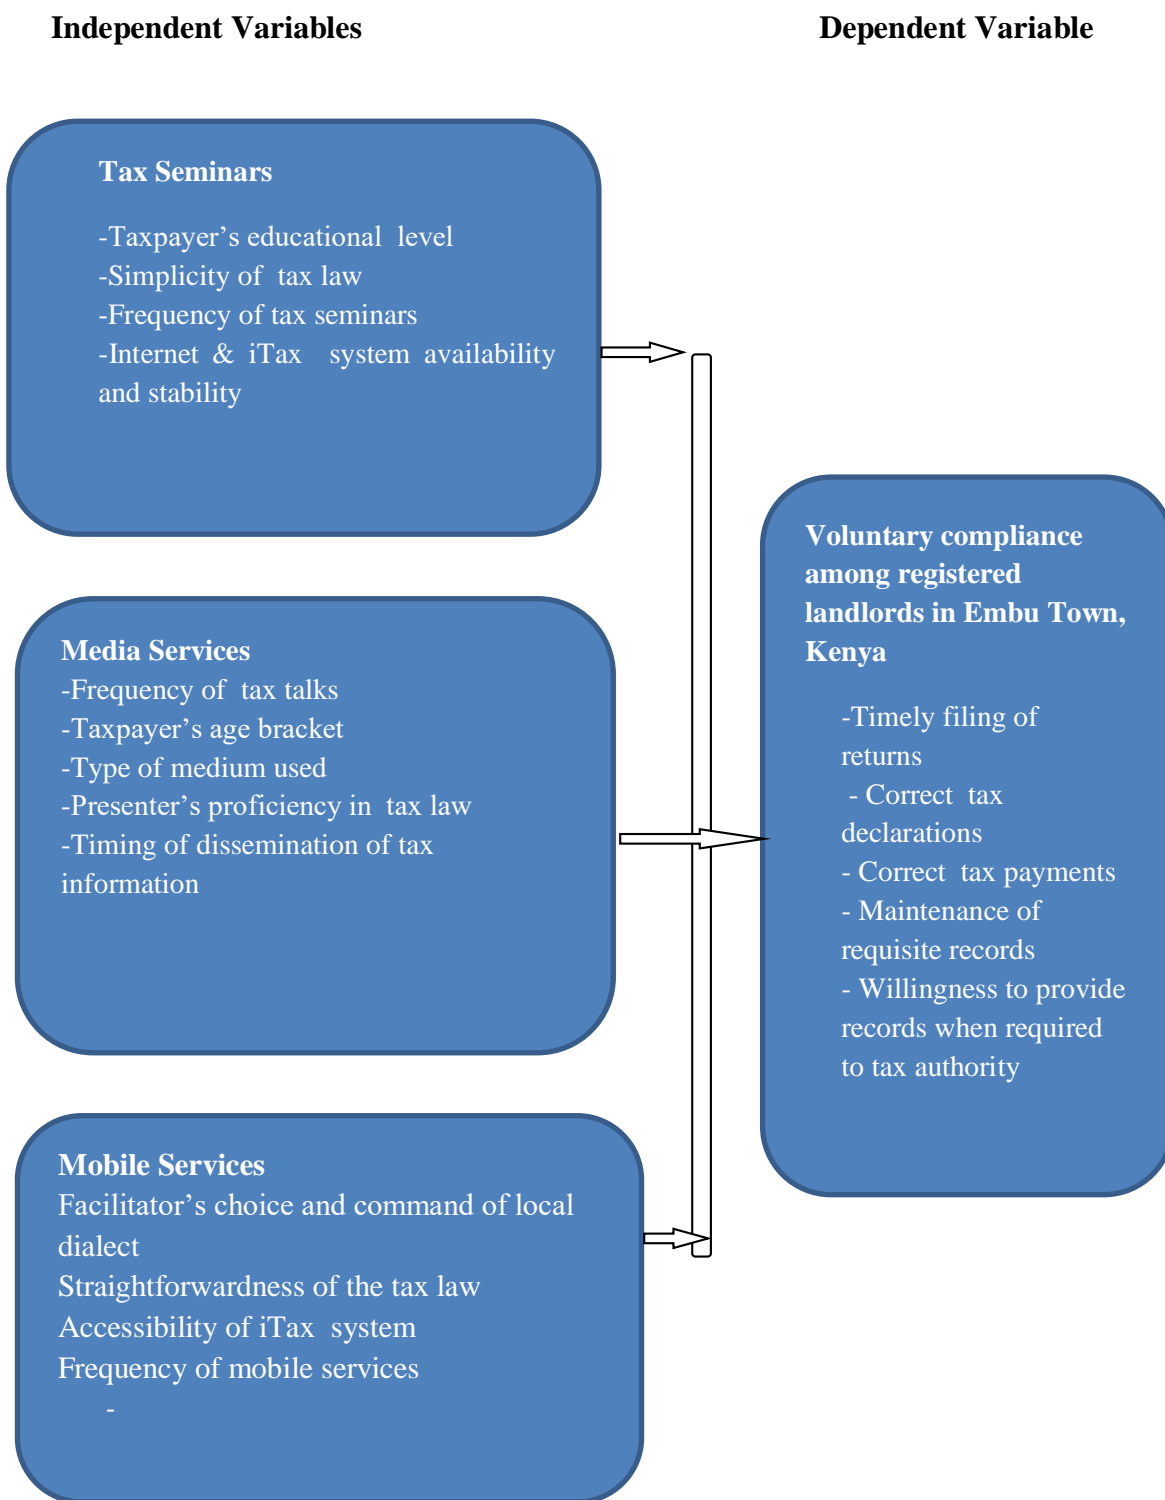 Independent Variables
Dependent Variable
Tax Seminars
-Taxpayer’s educational level
-Simplicity of tax law
-Frequency of tax seminars
-Internet & iTax system availability
and stability
Media Services
-Frequency of tax talks
-Taxpayer’s age bracket
-Type of medium used
-Presenter’s proficiency in tax law
-Timing of dissemination of tax
information
Mobile Services
Facilitator’s choice and command of local
dialect
Straightforwardness of the tax law
Accessibility of iTax system
Frequency of mobile services
-
Voluntary compliance
among registered
landlords in Embu Town,
Kenya
-Timely filing of
returns
- Correct tax
declarations
- Correct tax payments
- Maintenance of
requisite records
- Willingness to provide
records when required
to tax authority